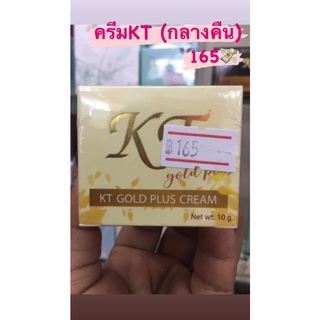 ครีมKT (กลางคืน)
165
KT
฿165
gold plus
KT GOLD PLUS CREAM
Net wt. 10 g.